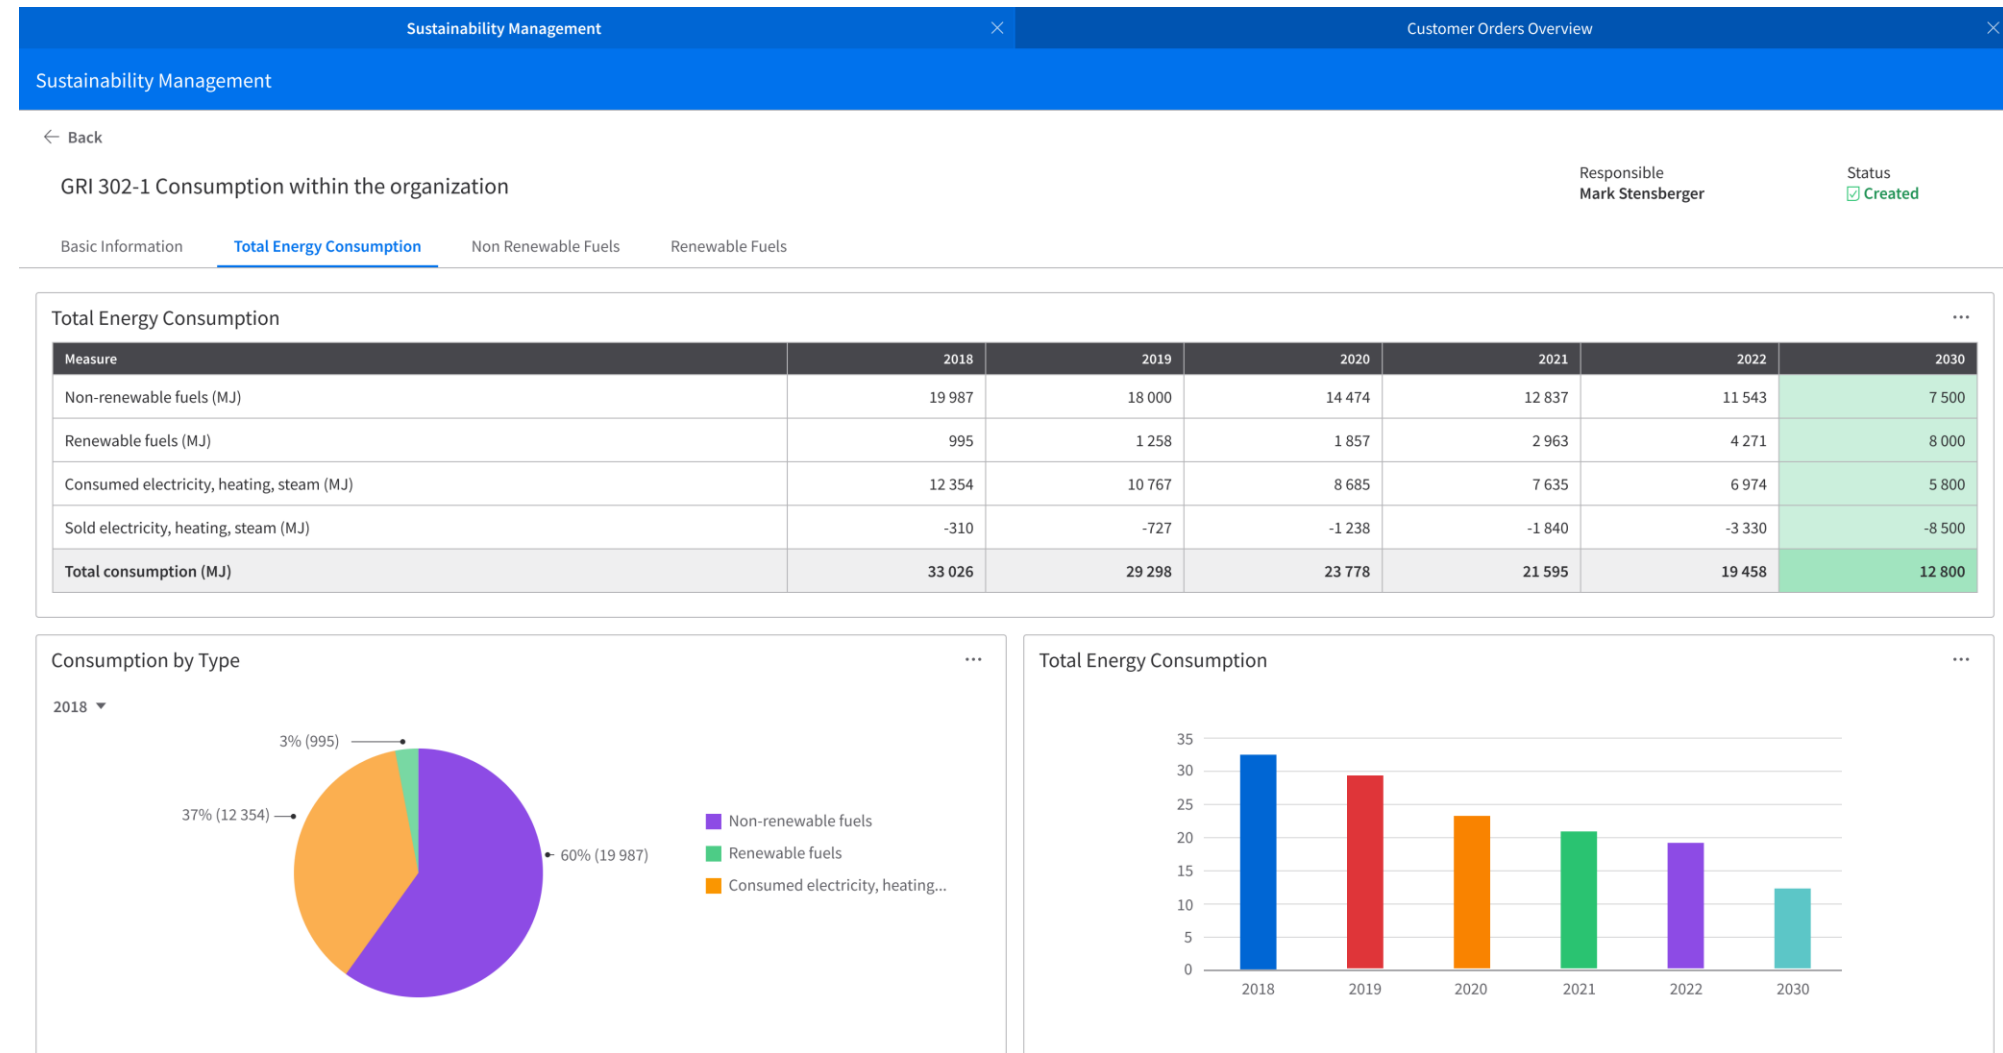 Sustainability Management
Customer Orders Overview
Sustainability Management
Back
GRI 302-1 Consumption within the organization
Responsible
Mark Stensberger
Status
Created
Basic Information Total Energy Consumption Non Renewable Fuels Renewable Fuels
Total Energy Consumption ...
Measure 2018 2019 2020 2021 2022 2030
Non-renewable fuels (MJ) 19 987 18 000 14 474 12 837 11 543 7 500
Renewable fuels (MJ) 995 1 258 1 857 2 963 4 271 8 000
Consumed electricity, heating, steam (MJ) 12 354 10 767 8 685 7 635 6 974 5 800
Sold electricity, heating, steam (MJ) -310 -727 -1 238 -1 840 -3 330 -8 500
Total consumption (MJ) 33 026 29 298 23 778 21 595 19 458 12 800
Consumption by Type ...
2018
3% (995)
37% (12 354)
60% (19 987)
Non-renewable fuels
Renewable fuels
Consumed electricity, heating...
Total Energy Consumption ...
35
30
25
20
15
10
5
0
2018 2019 2020 2021 2022 2030